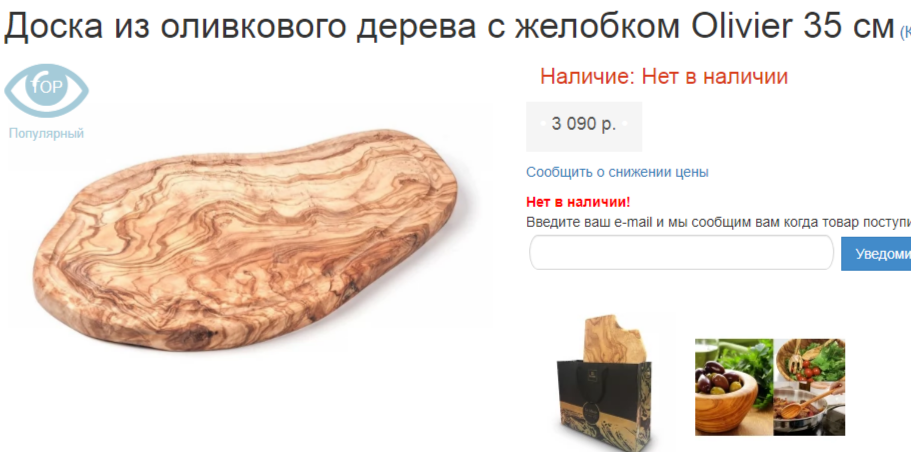 Доска из оливкового дерева с желобком Olivier 35 см (К
TOP
Популярный
Наличие: Нет в наличии
3 090 р.
Сообщить о снижении цены
Нет в наличии!
Введите ваш e-mail и мы сообщим вам когда товар поступи
Уведоми